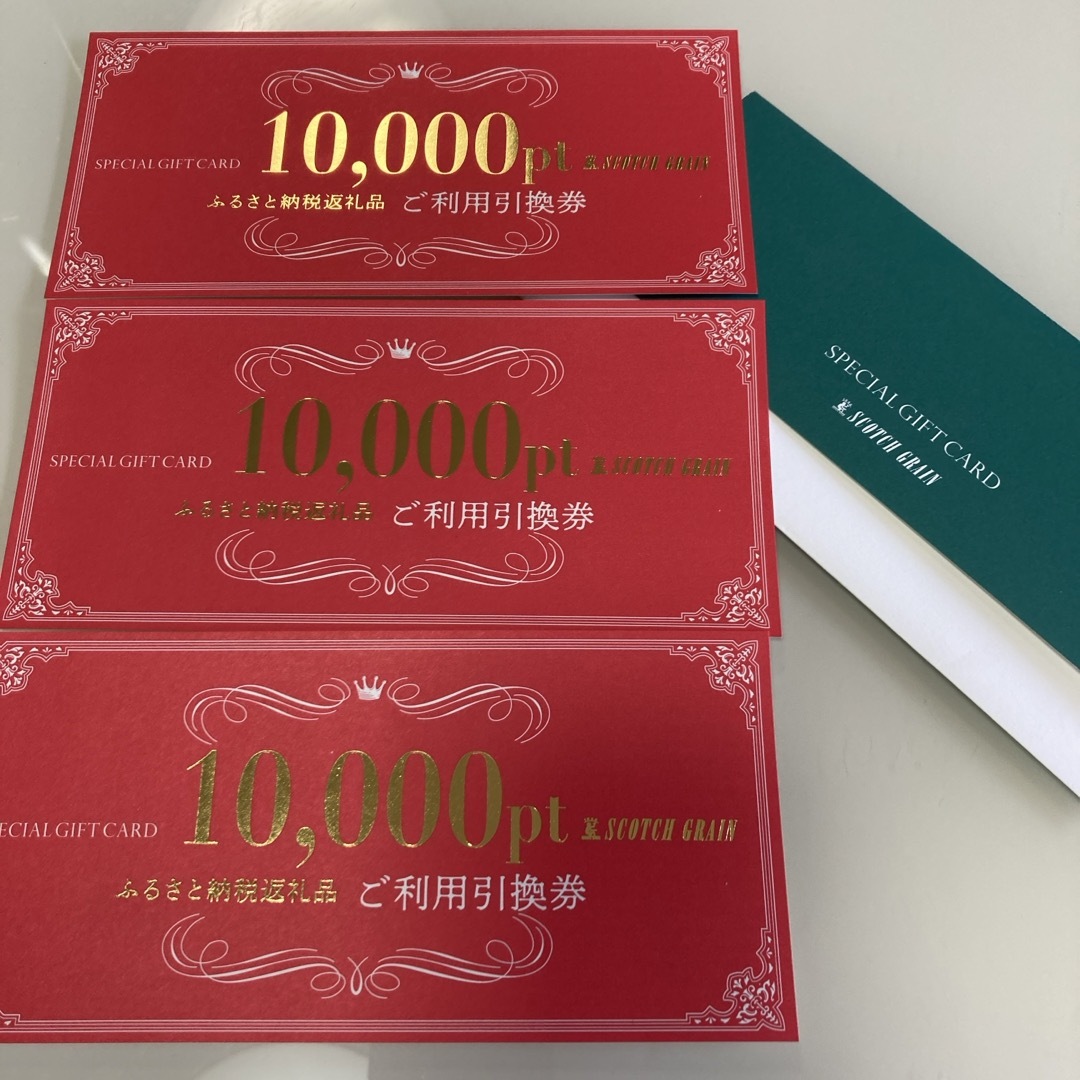 SPECIAL GIFT CARD 10,000pt SCOTCH GRAIN
ふるさと納税返礼品 ご利用引換券
SPECIAL GIFT CARD 10,000pt SCOTCH GRAIN
ふるさと納税返礼品 ご利用引換券
ECIAL GIFT CARD 10,000pt SCOTCH GRAIN
ふるさと納税返礼品 ご利用引換券
SPECIAL GIFT CARD
SCOTCH GRAIN